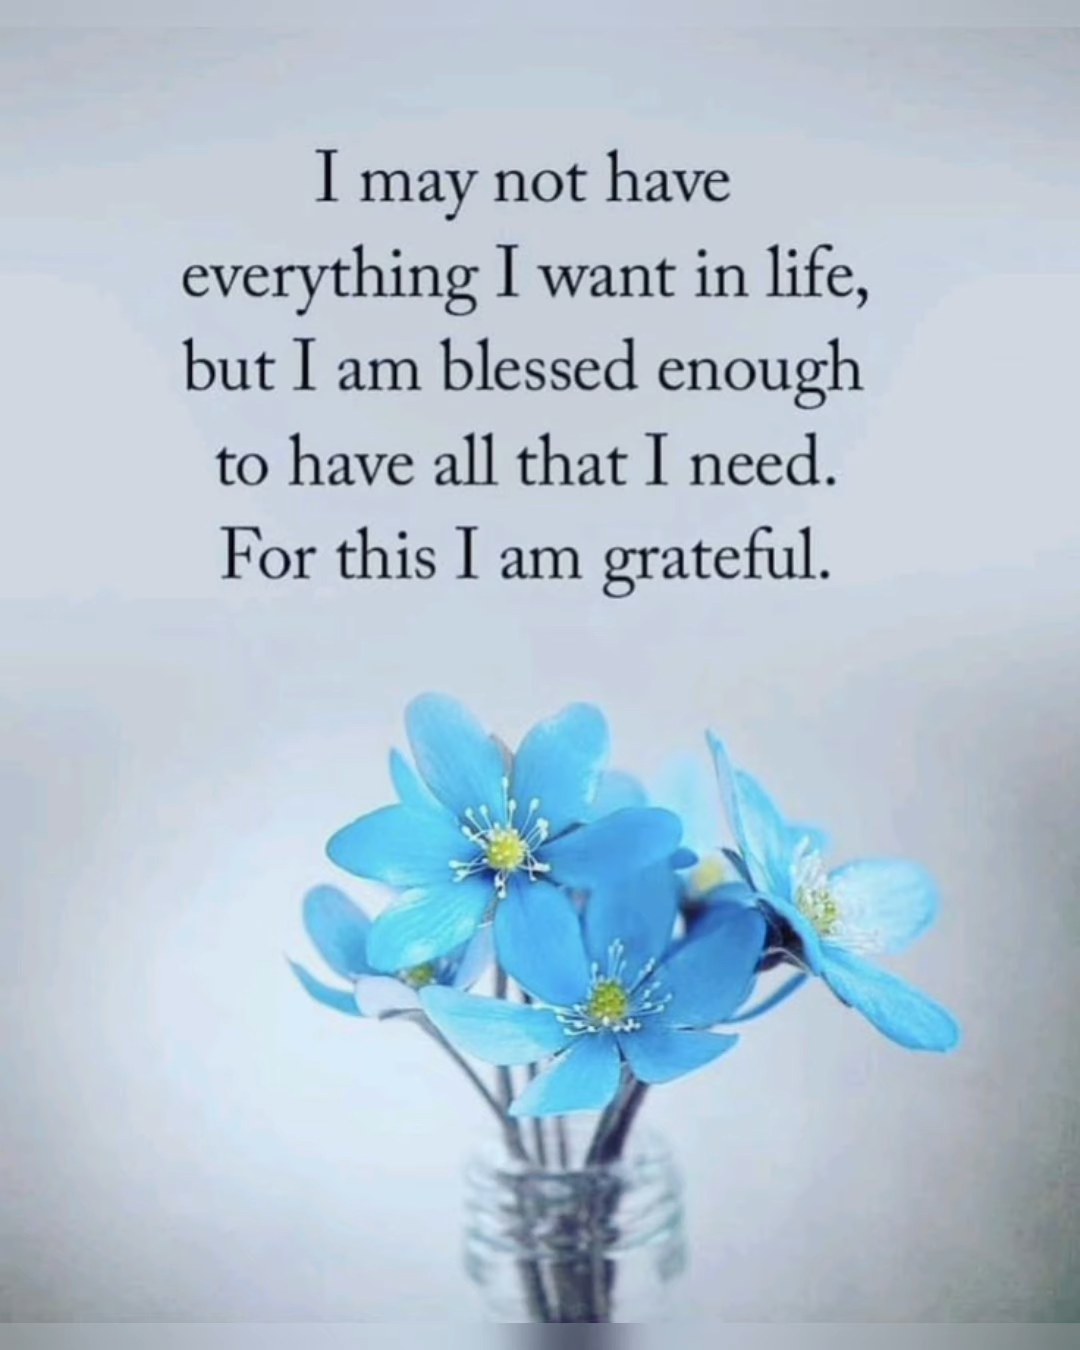 I may not have
everything I want in life,
but I am blessed enough
to have all that I need.
For this I am grateful.